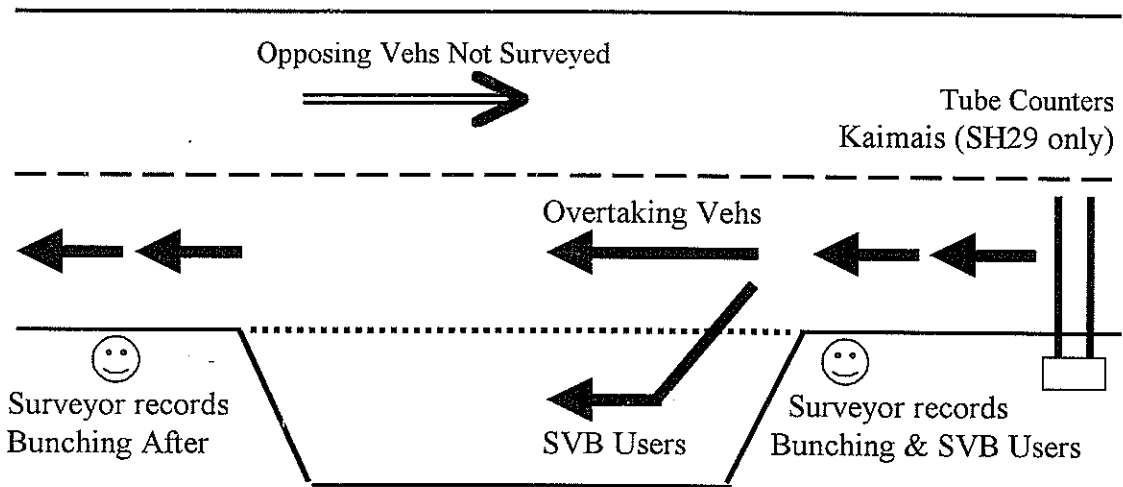 Opposing Vehs Not Surveyed
Tube Counters
Kaimais (SH29 only)
Overtaking Vehs
Surveyor records
Bunching After
SVB Users
Surveyor records
Bunching & SVB Users